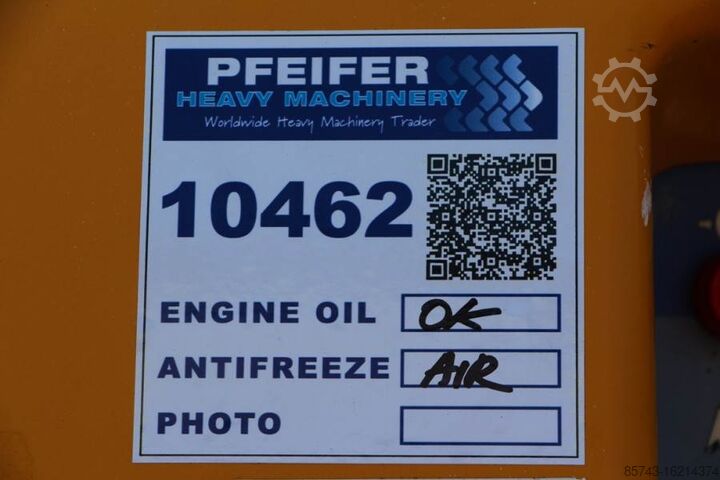 PFEIFER
HEAVY MACHINERY
Worldwide Heavy Machinery Trader
10462
ENGINE OIL OK
ANTIFREEZE AIR
PHOTO
85743-16214374